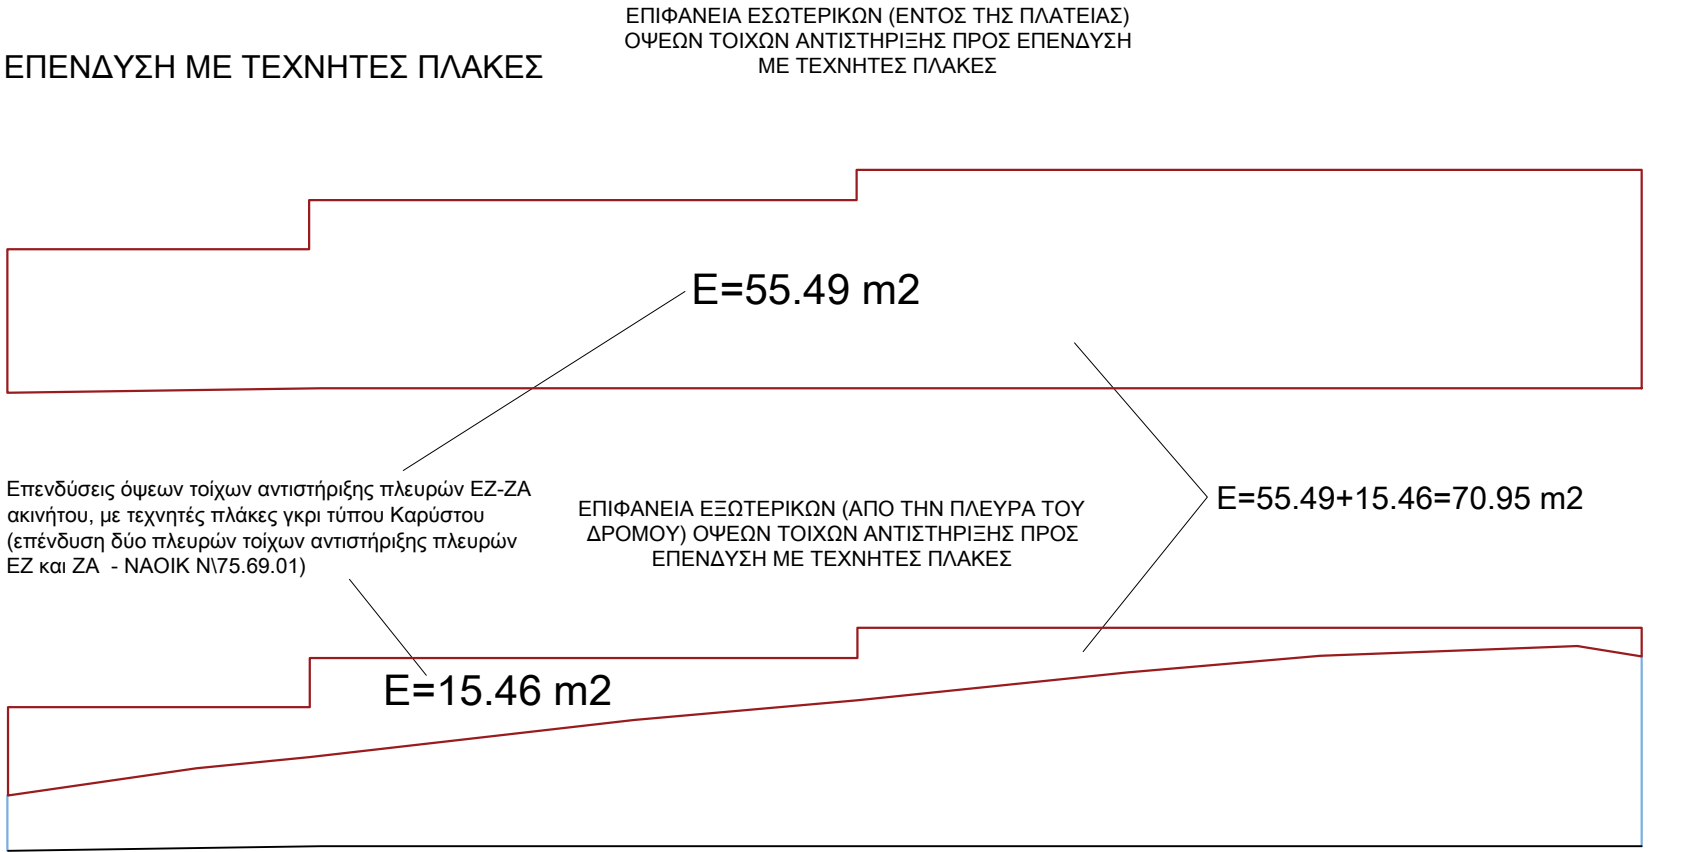 ΕΠΙΦΑΝΕΙΑ ΕΣΩΤΕΡΙΚΩΝ (ΕΝΤΟΣ ΤΗΣ ΠΛΑΤΕΙΑΣ)
ΟΨΕΩΝ ΤΟΙΧΩΝ ΑΝΤΙΣΤΗΡΙΞΗΣ ΠΡΟΣ ΕΠΕΝΔΥΣΗ
ΜΕ ΤΕΧΝΗΤΕΣ ΠΛΑΚΕΣ
ΕΠΕΝΔΥΣΗ ΜΕ ΤΕΧΝΗΤΕΣ ΠΛΑΚΕΣ
E=55.49 m2
Επενδύσεις όψεων τοίχων αντιστήριξης πλευρών ΕΖ-ΖΑ
ακινήτου, με τεχνητές πλάκες γκρι τύπου Καρύστου
(επένδυση δύο πλευρών τοίχων αντιστήριξης πλευρών
ΕΖ και ΖΑ  - ΝΑΟΙΚ Ν\75.69.01)
ΕΠΙΦΑΝΕΙΑ ΕΞΩΤΕΡΙΚΩΝ (ΑΠΟ ΤΗΝ ΠΛΕΥΡΑ ΤΟΥ
ΔΡΟΜΟΥ) ΟΨΕΩΝ ΤΟΙΧΩΝ ΑΝΤΙΣΤΗΡΙΞΗΣ ΠΡΟΣ
ΕΠΕΝΔΥΣΗ ΜΕ ΤΕΧΝΗΤΕΣ ΠΛΑΚΕΣ
E=55.49+15.46=70.95 m2
E=15.46 m2